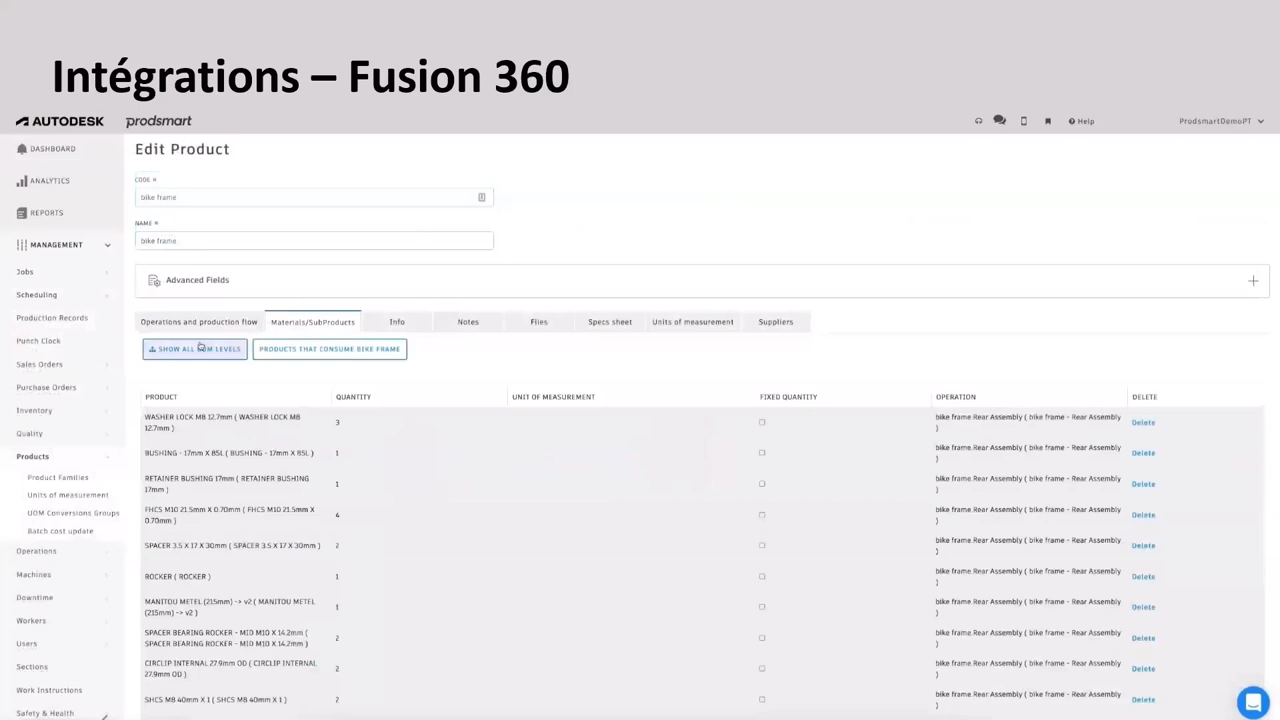 Intégrations – Fusion 360
AUTODESK prodsmart
Help
ProdsmartDemoPT
DASHBOARD
ANALYTICS
REPORTS
MANAGEMENT
Jobs
Scheduling
Production Records
Punch Clock
Sales Orders
Purchase Orders
Inventory
Quality
Products
Product Families
Units of measurement
UOM Conversions Groups
Batch cost update
Operations
Machines
Downtime
Workers
Users
Sections
Work Instructions
Safety & Health
Edit Product
CODE *
bike frame
NAME *
bike frame
Advanced Fields
Operations and production flow
Materials/SubProducts
Info
Notes
Files
Specs sheet
Units of measurement
Suppliers
SHOW ALL BOM LEVELS
PRODUCTS THAT CONSUME BIKE FRAME
PRODUCT QUANTITY UNIT OF MEASUREMENT FIXED QUANTITY OPERATION DELETE
WASHER LOCK M8 12.7mm ( WASHER LOCK M8
12.7mm )
3
bike frame.Rear Assembly ( bike frame - Rear Assembly
)
Delete
BUSHING - 17mm X 85L ( BUSHING - 17mm X 85L )
1
bike frame.Rear Assembly ( bike frame - Rear Assembly
)
Delete
RETAINER BUSHING 17mm ( RETAINER BUSHING
17mm )
1
bike frame.Rear Assembly ( bike frame - Rear Assembly
)
Delete
FHCS M10 21.5mm X 0.70mm ( FHCS M10 21.5mm X
0.70mm )
4
bike frame.Rear Assembly ( bike frame - Rear Assembly
)
Delete
SPACER 3.5 X 17 X 30mm ( SPACER 3.5 X 17 X 30mm )
2
bike frame.Rear Assembly ( bike frame - Rear Assembly
)
Delete
ROCKER ( ROCKER )
1
bike frame.Rear Assembly ( bike frame - Rear Assembly
)
Delete
MANITOU METEL (215mm) -> v2 ( MANITOU METEL
(215mm) -> v2 )
1
bike frame.Rear Assembly ( bike frame - Rear Assembly
)
Delete
SPACER BEARING ROCKER - MID M10 X 14.2mm (
SPACER BEARING ROCKER - MID M10 X 14.2mm )
2
bike frame.Rear Assembly ( bike frame - Rear Assembly
)
Delete
CIRCLIP INTERNAL 27.9mm OD ( CIRCLIP INTERNAL
27.9mm OD )
2
bike frame.Rear Assembly ( bike frame - Rear Assembly
)
Delete
SHCS M8 40mm X 1 ( SHCS M8 40mm X 1 )
2
bike frame.Rear Assembly ( bike frame - Rear Assembly
)
Delete